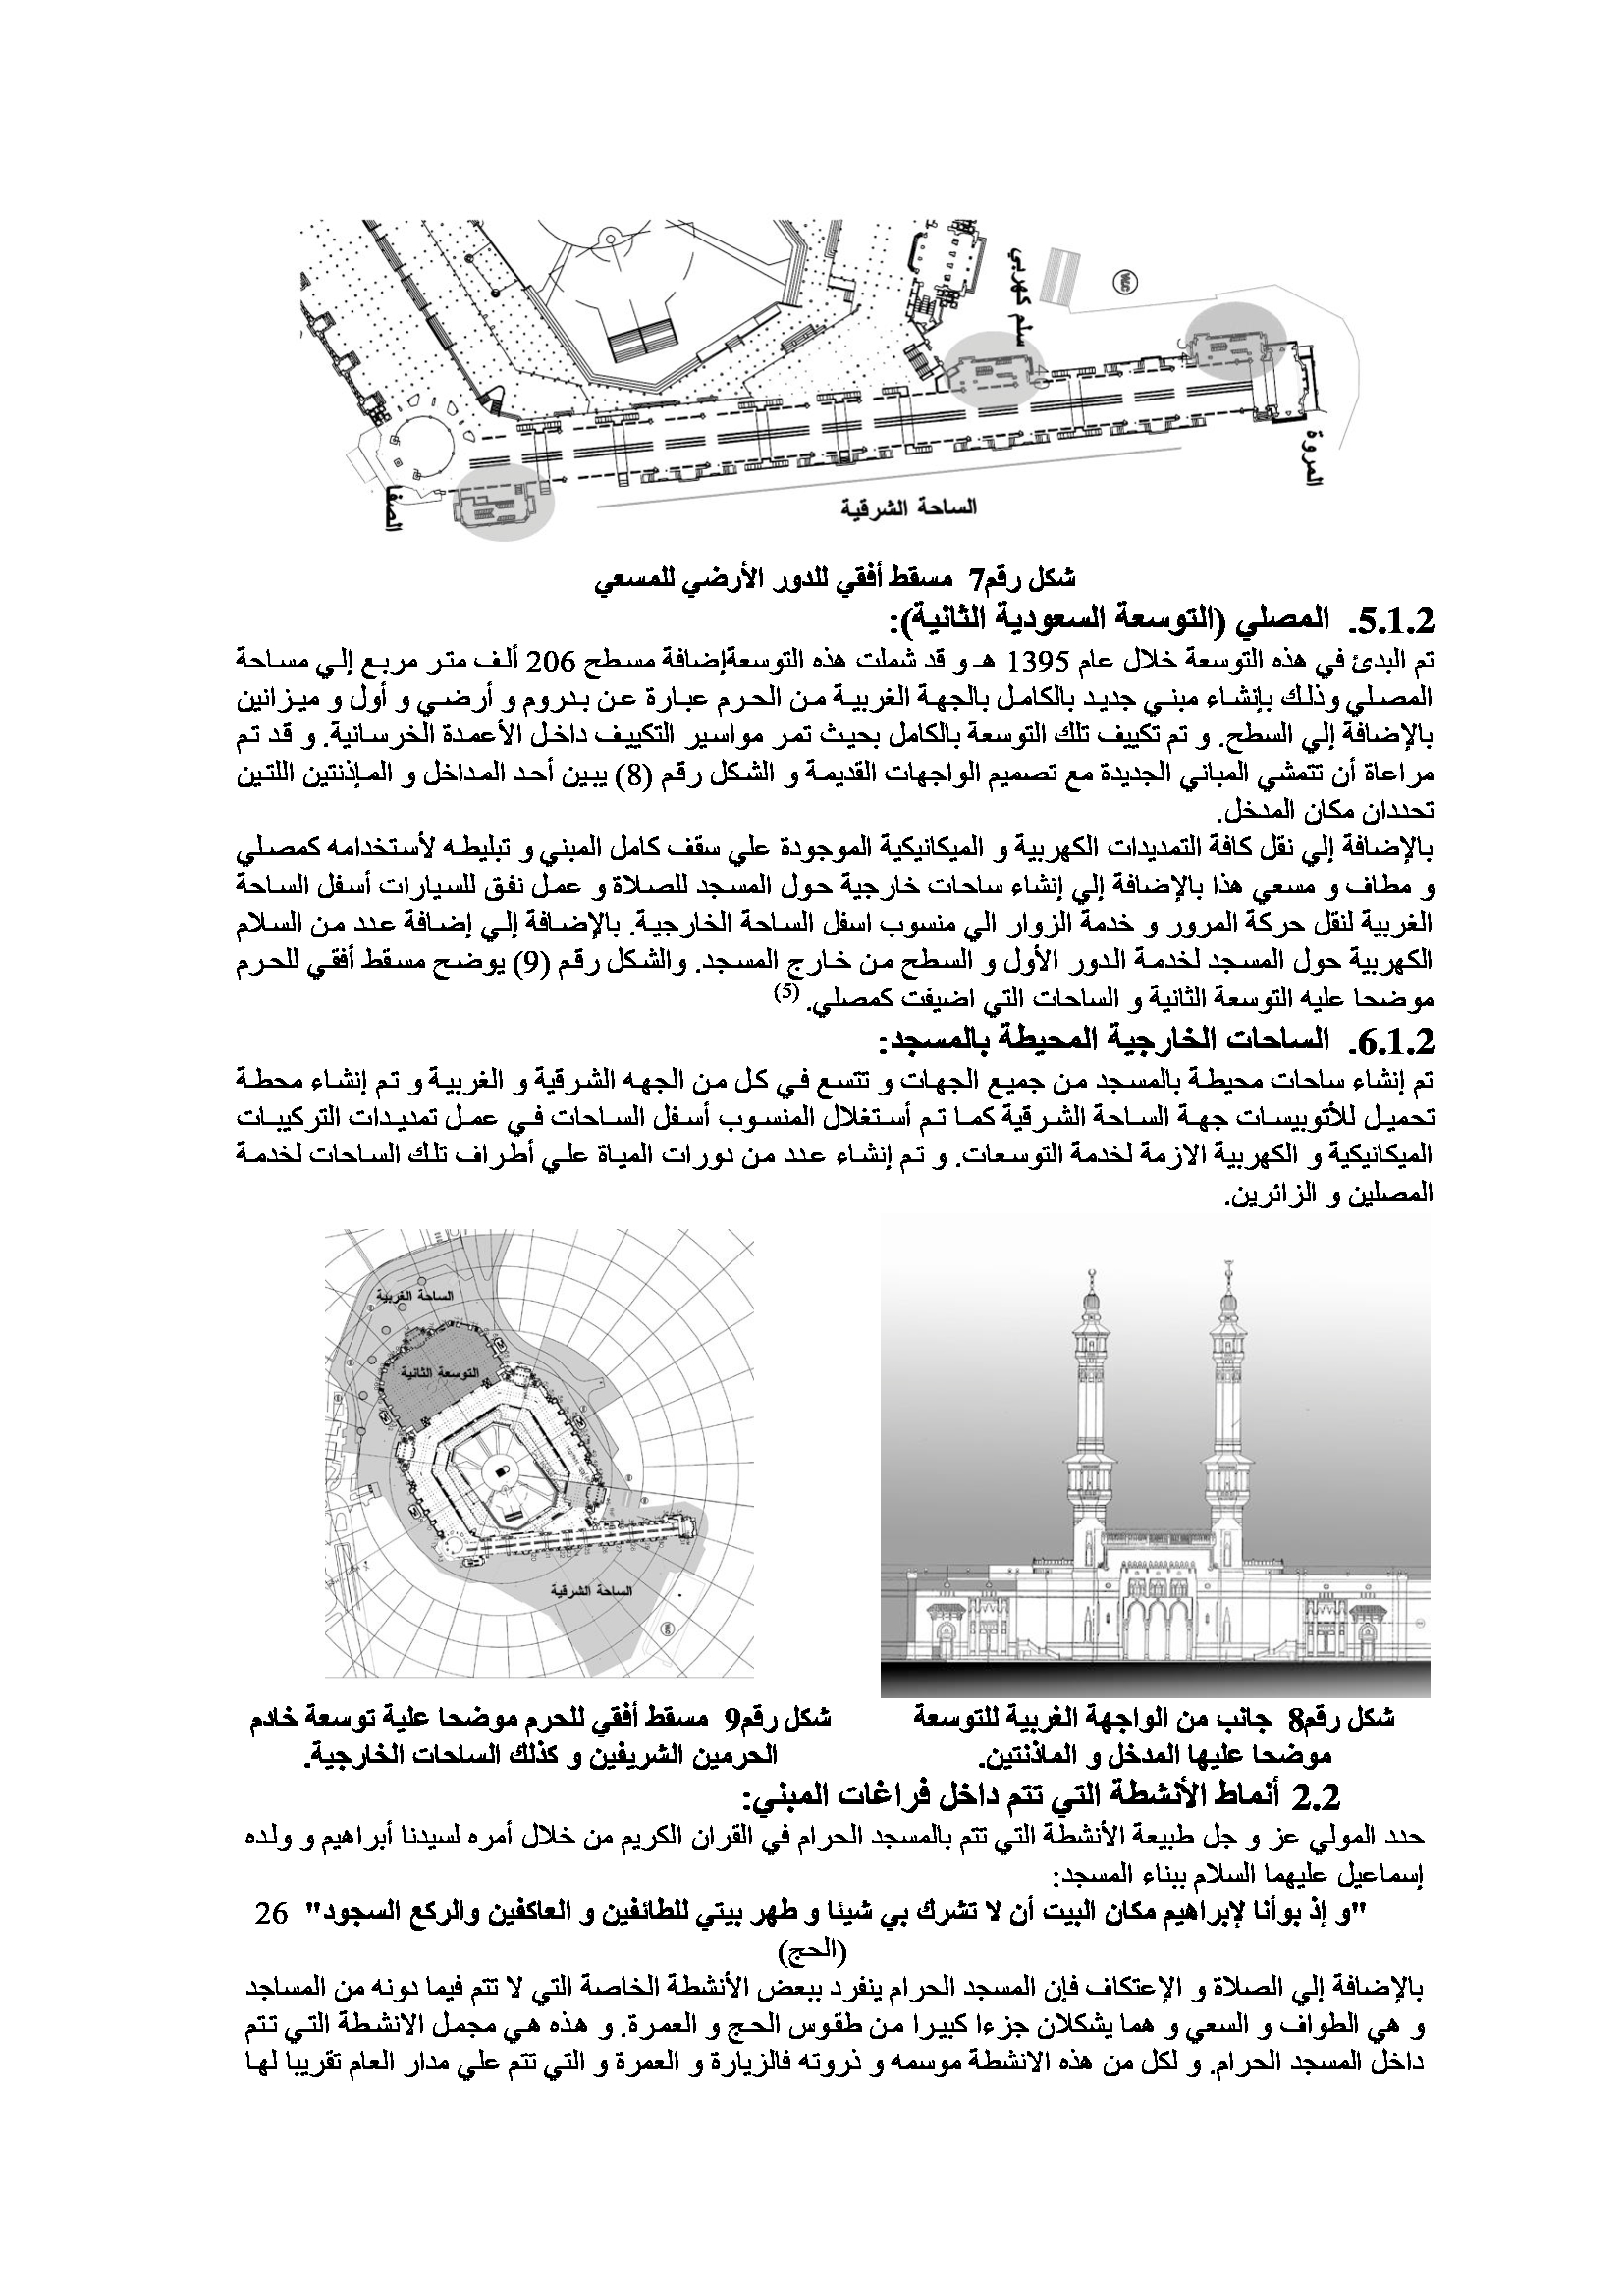 سلم كهربي
W.C
المروة
الصفا
الساحة الشرقية
شكل رقم7 مسقط أفقي للدور الأرضي للمسعي
5.1.2. المصلي (التوسعة السعودية الثانية):
تم البدئ في هذه التوسعة خلال عام 1395 هـ و قد شملت هذه التوسعةإضافة مسطح 206 ألف متر مربع إلي مساحة
المصلي وذلك بإنشاء مبني جديد بالكامل بالجهة الغربية من الحرم عبارة عن بدروم و أرضي و أول و ميزانين
بالإضافة إلي السطح. و تم تكييف تلك التوسعة بالكامل بحيث تمر مواسير التكييف داخل الأعمدة الخرسانية. و قد تم
مراعاة أن تتمشي المباني الجديدة مع تصميم الواجهات القديمة و الشكل رقم (8) يبين أحد المداخل و المإذنتين اللتين
تحددان مكان المدخل.
بالإضافة إلي نقل كافة التمديدات الكهربية و الميكانيكية الموجودة علي سقف كامل المبني و تبليطه لأستخدامه كمصلي
و مطاف و مسعي هذا بالإضافة إلي إنشاء ساحات خارجية حول المسجد للصلاة و عمل نفق للسيارات أسفل الساحة
الغربية لنقل حركة المرور و خدمة الزوار الي منسوب اسفل الساحة الخارجية. بالإضافة إلي إضافة عدد من السلام
الكهربية حول المسجد لخدمة الدور الأول و السطح من خارج المسجد. والشكل رقم (9) يوضح مسقط أفقي للحرم
موضحا عليه التوسعة الثانية و الساحات التي اضيفت كمصلي. (5)
6.1.2. الساحات الخارجية المحيطة بالمسجد:
تم إنشاء ساحات محيطة بالمسجد من جميع الجهات و تتسع في كل من الجهه الشرقية و الغربية و تم إنشاء محطة
تحميل للأتوبيسات جهة الساحة الشرقية كما تم أستغلال المنسوب أسفل الساحات في عمل تمديدات التركيبات
الميكانيكية و الكهربية الازمة لخدمة التوسعات. و تم إنشاء عدد من دورات المياة علي أطراف تلك الساحات لخدمة
المصلين و الزائرين.
الساحة الغربية
التوسعة الثانية
الساحة الشرقية
شكل رقم8 جانب من الواجهة الغربية للتوسعة
موضحا عليها المدخل و الماذنتين.
شكل رقم9 مسقط أفقي للحرم موضحا علية توسعة خادم
الحرمين الشريفين و كذلك الساحات الخارجية.
2.2 أنماط الأنشطة التي تتم داخل فراغات المبني:
حدد المولي عز و جل طبيعة الأنشطة التي تتم بالمسجد الحرام في القران الكريم من خلال أمره لسيدنا أبراهيم و ولده
إسماعيل عليهما السلام ببناء المسجد:
"و إذ بوأنا لإبراهيم مكان البيت أن لا تشرك بي شيئا و طهر بيتي للطائفين و العاكفين والركع السجود" 26
(الحج)
بالإضافة إلي الصلاة و الإعتكاف فإن المسجد الحرام ينفرد ببعض الأنشطة الخاصة التي لا تتم فيما دونه من المساجد
و هي الطواف و السعي و هما يشكلان جزءا كبيرا من طقوس الحج و العمرة. و هذه هي مجمل الانشطة التي تتم
داخل المسجد الحرام. و لكل من هذه الانشطة موسمه و ذروته فالزيارة و العمرة و التي تتم علي مدار العام تقريبا لها